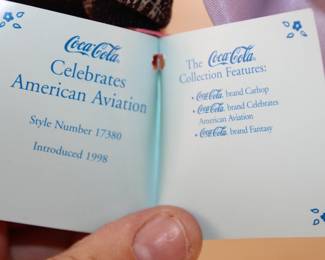 Coca-Cola
Celebrates
American Aviation
Style Number 17380
Introduced 1998
The Coca-Cola
Collection Features:
• Coca-Cola brand Carhop
• Coca-Cola brand Celebrates
American Aviation
• Coca-Cola brand Fantasy